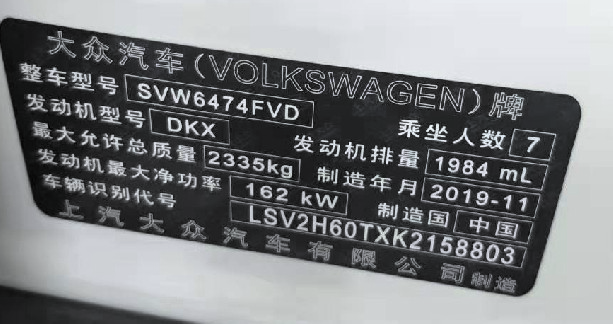 大众汽车(VOLKSWAGEN)牌
整车型号 SVW6474FVD 乘坐人数 7
发动机型号 DKX 发动机排量 1984 mL
最大允许总质量 2335kg 制造年月 2019-11
发动机最大净功率 162 kW 制造国 中国
车辆识别代号 LSV2H60TXK2158803
上汽大众汽车有限公司制造